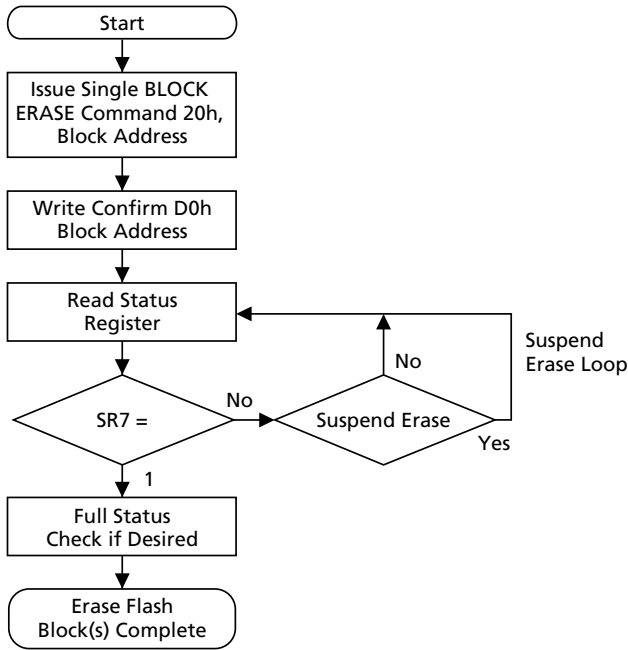 Start
Issue Single BLOCK
ERASE Command 20h,
Block Address
Write Confirm D0h
Block Address
Read Status
Register
Suspend
Erase Loop
No
No
SR7 =
Suspend Erase
Yes
1
Full Status
Check if Desired
Erase Flash
Block(s) Complete